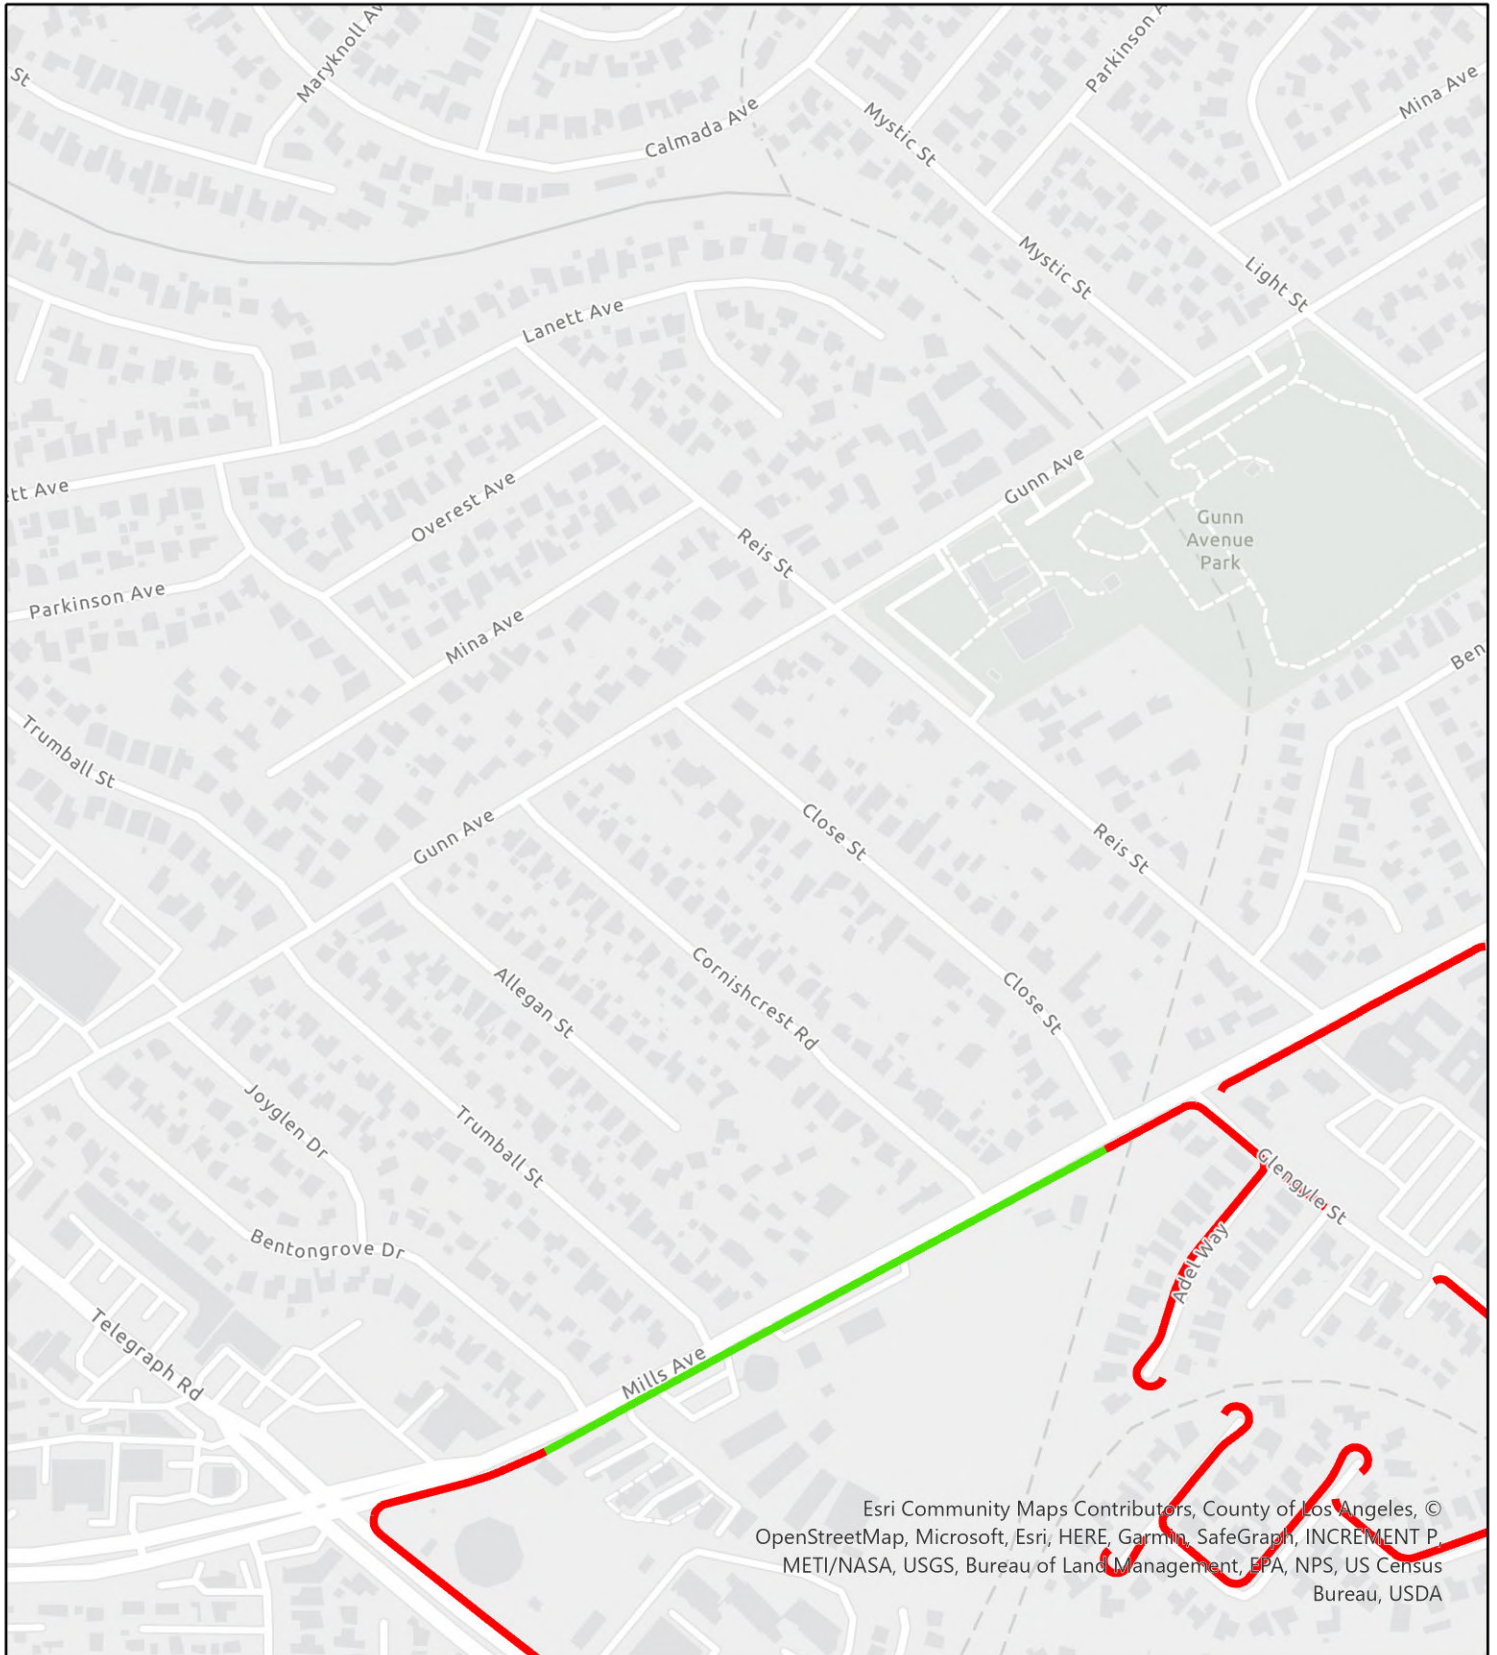 Maryknoll Av
St
Parkinson A
Mina Ave
Calmada Ave
Mystic St
Mystic St
Light St
Lanett Ave
Gunn Ave
ett Ave
Overest Ave
Gunn
Avenue
Park
Reis St
Parkinson Ave
Mina Ave
Ben
Trumball St
Gunn Ave
Close St
Reis St
Cornishcrest Rd
Allegan St
Close St
Joyglen Dr
Trumball St
Glengyle St
Bentongrove Dr
Adel Way
Telegraph Rd
Mills Ave
Esri Community Maps Contributors, County of Los Angeles, ©
OpenStreetMap, Microsoft, Esri, HERE, Garmin, SafeGraph, INCREMENT P,
METI/NASA, USGS, Bureau of Land Management, EPA, NPS, US Census
Bureau, USDA